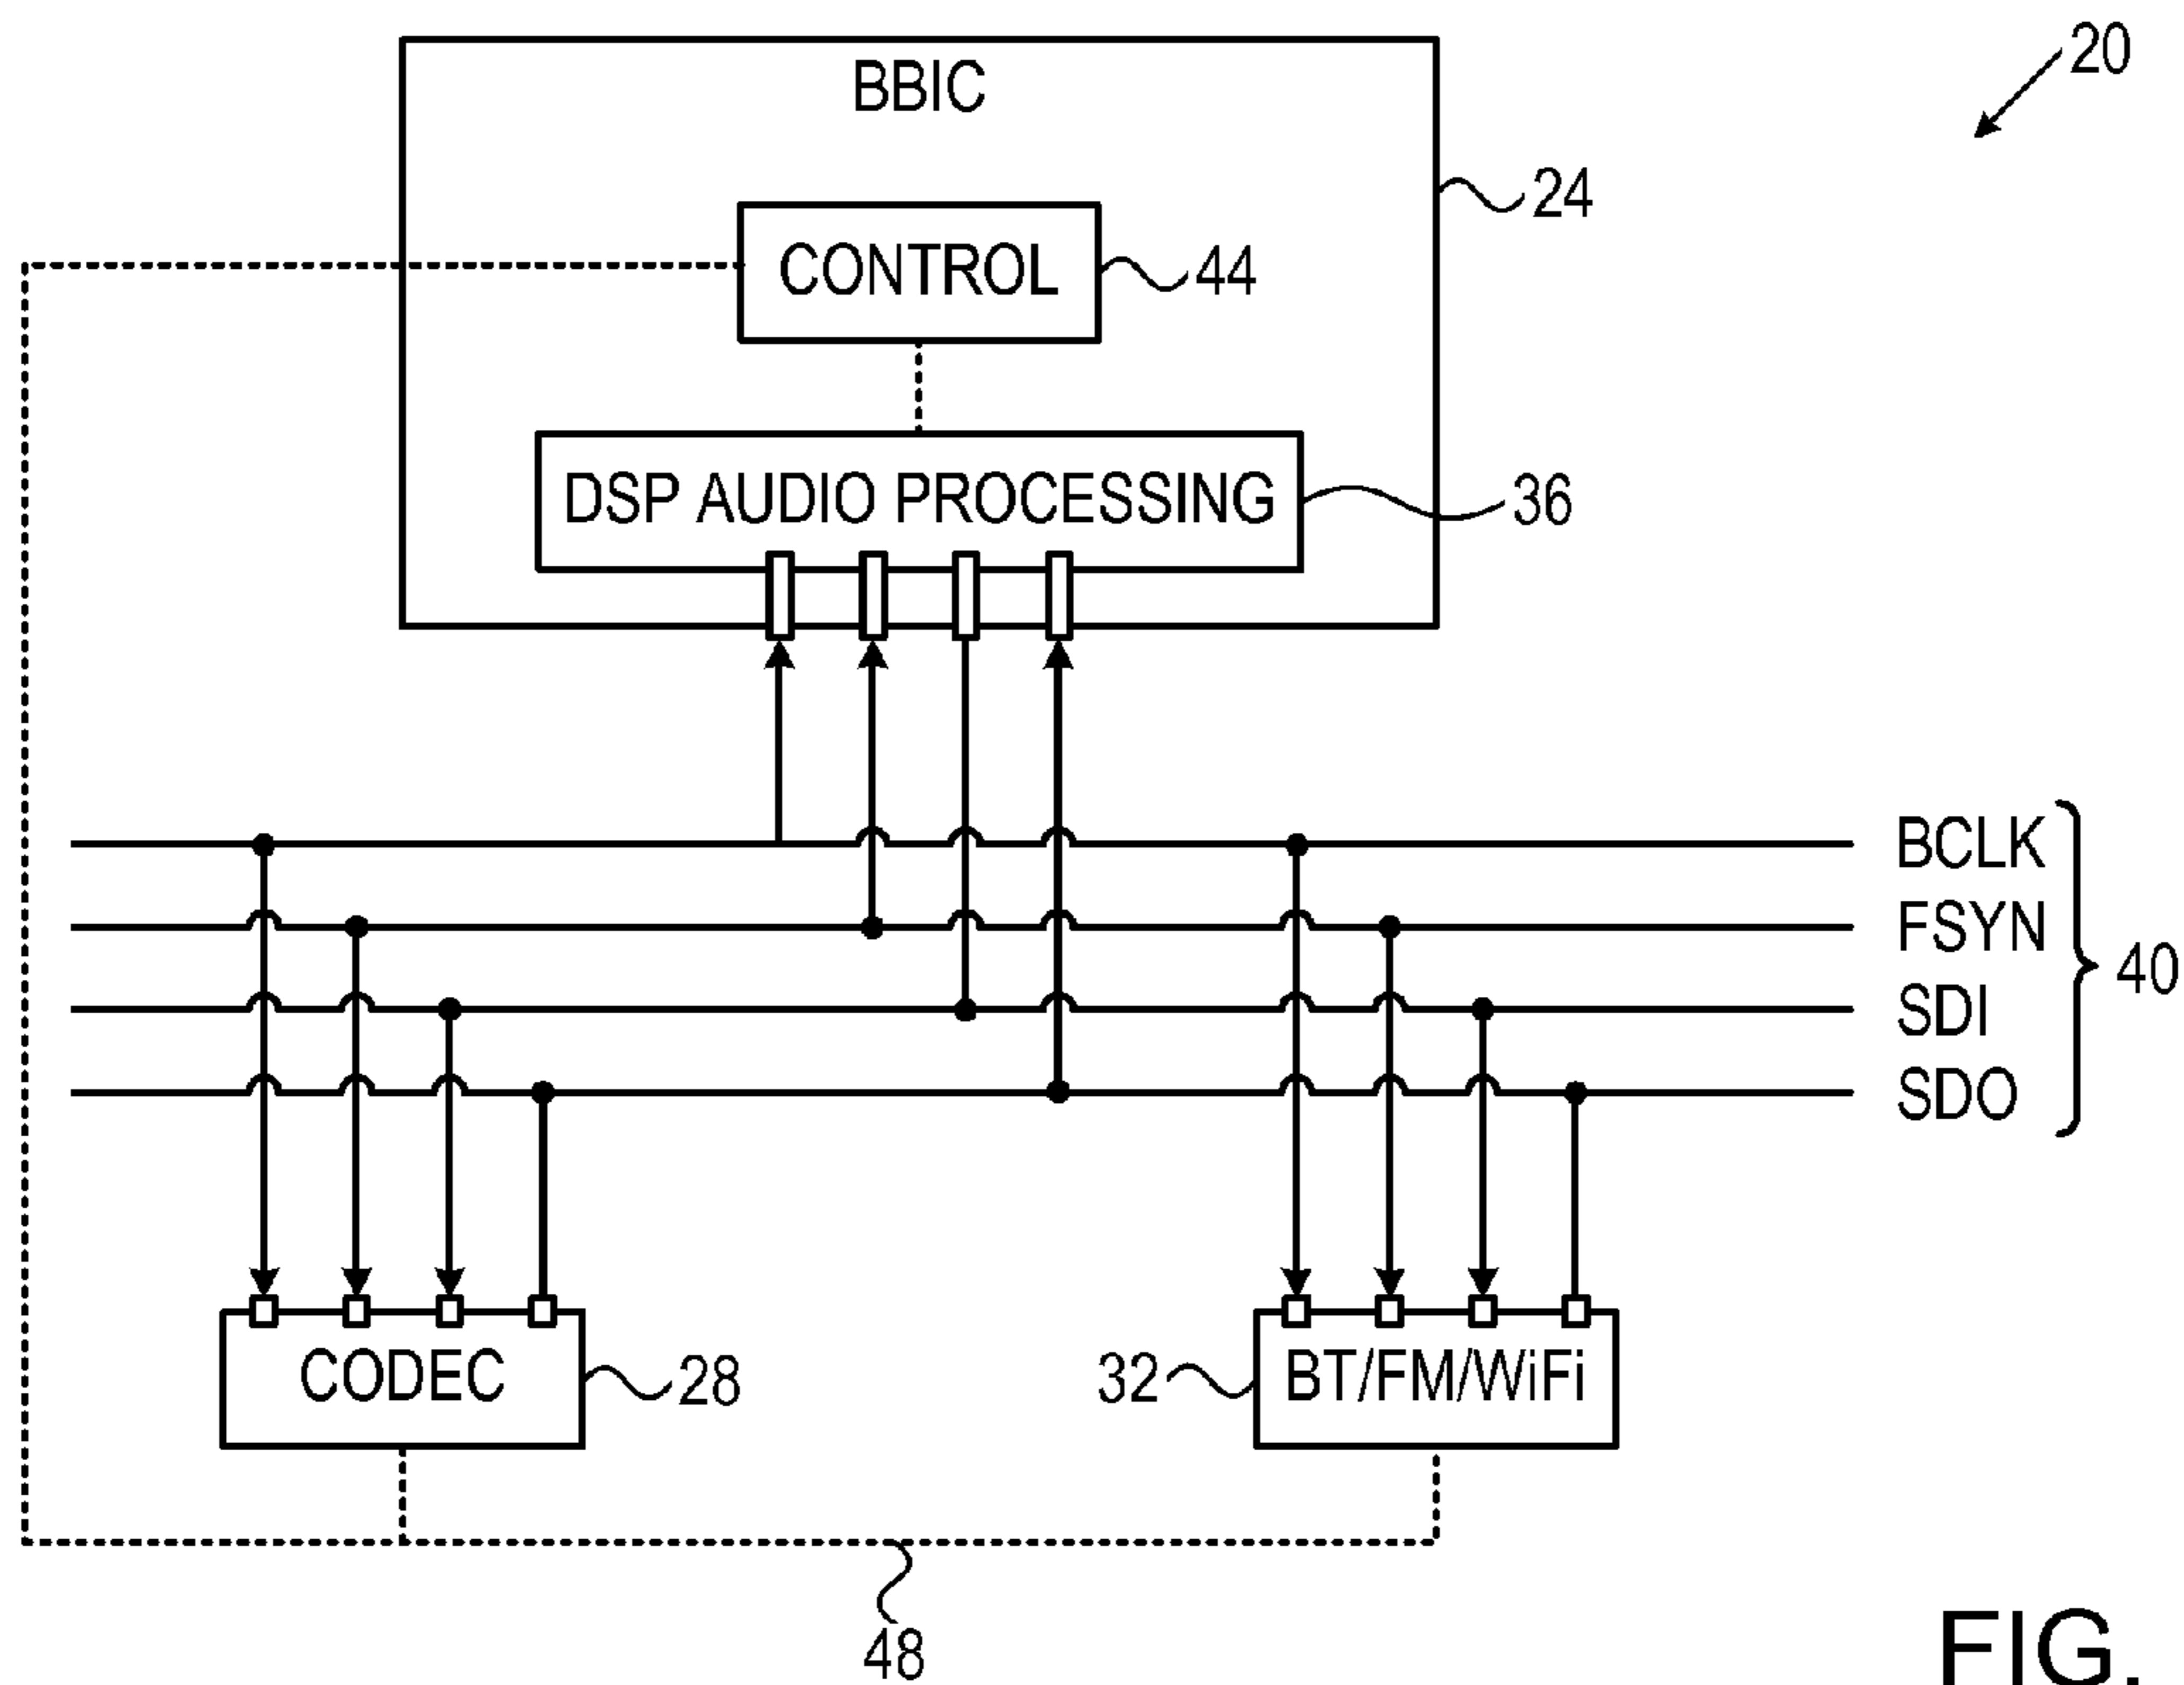 20
BBIC
24
CONTROL
44
DSP AUDIO PROCESSING
36
BCLK
FSYN
SDI
SDO
40
CODEC
28
32
BT/FM/WiFi
48
FIG.